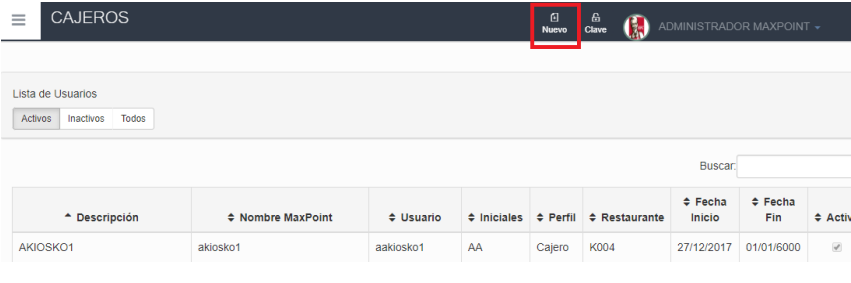 CAJEROS
Nuevo
Clave
ADMINISTRADOR MAXPOINT
Lista de Usuarios
Activos Inactivos Todos
Buscar:
Descripción Nombre MaxPoint Usuario Iniciales Perfil Restaurante Fecha Inicio Fecha Fin Activ
AKIOSKO1 akiosko1 aakiosko1 AA Cajero K004 27/12/2017 01/01/6000